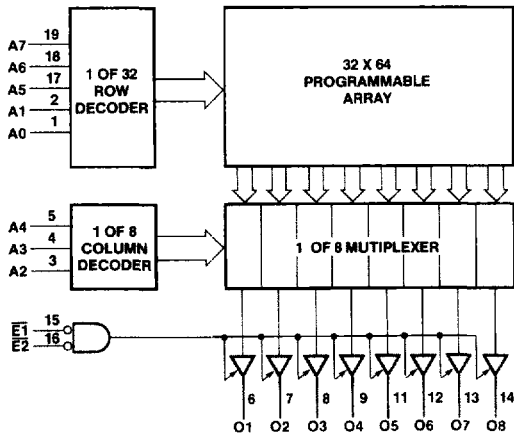 A7 19
A6 18
A5 17
A1 2
A0 1
1 OF 32
ROW
DECODER
32 X 64
PROGRAMMABLE
ARRAY
A4 5
A3 4
A2 3
1 OF 8
COLUMN
DECODER
1 OF 8 MUTIPLEXER
E1 15
E2 16
6 7 8 9 11 12 13 14
O1 O2 O3 O4 O5 O6 O7 O8